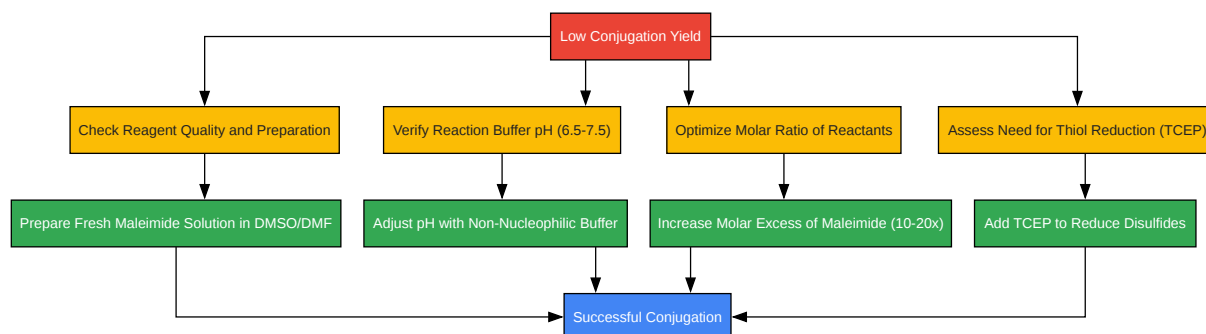 Low Conjugation Yield
Check Reagent Quality and Preparation
Verify Reaction Buffer pH (6.5-7.5)
Optimize Molar Ratio of Reactants
Assess Need for Thiol Reduction (TCEP)
Prepare Fresh Maleimide Solution in DMSO/DMF
Adjust pH with Non-Nucleophilic Buffer
Increase Molar Excess of Maleimide (10-20x)
Add TCEP to Reduce Disulfides
Successful Conjugation